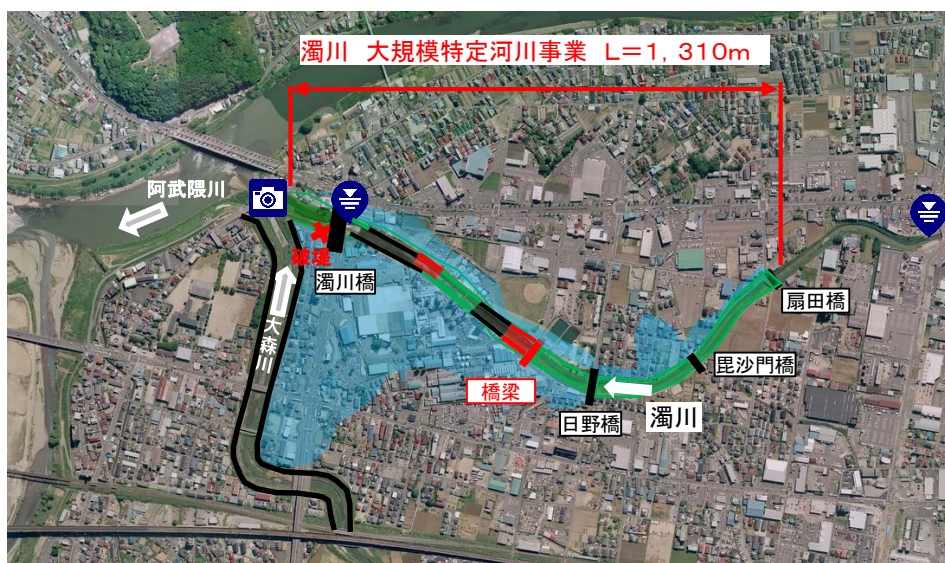 濁川 大規模特定河川事業 L=1,310m
阿武隈川
破堤
濁川橋
大森川
扇田橋
毘沙門橋
橋梁
日野橋
濁川